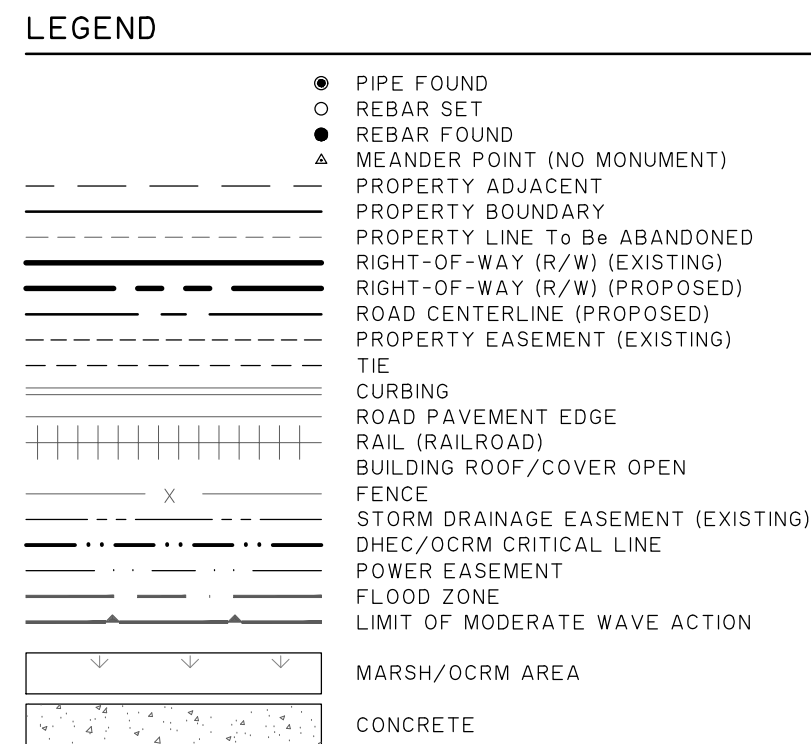 LEGEND
PIPE FOUND
REBAR SET
REBAR FOUND
MEANDER POINT (NO MONUMENT)
PROPERTY ADJACENT
PROPERTY BOUNDARY
PROPERTY LINE To Be ABANDONED
RIGHT-OF-WAY (R/W) (EXISTING)
RIGHT-OF-WAY (R/W) (PROPOSED)
ROAD CENTERLINE (PROPOSED)
PROPERTY EASEMENT (EXISTING)
TIE
CURBING
ROAD PAVEMENT EDGE
RAIL (RAILROAD)
BUILDING ROOF/COVER OPEN
X FENCE
STORM DRAINAGE EASEMENT (EXISTING)
DHEC/OCRM CRITICAL LINE
POWER EASEMENT
FLOOD ZONE
LIMIT OF MODERATE WAVE ACTION
MARSH/OCRM AREA
CONCRETE